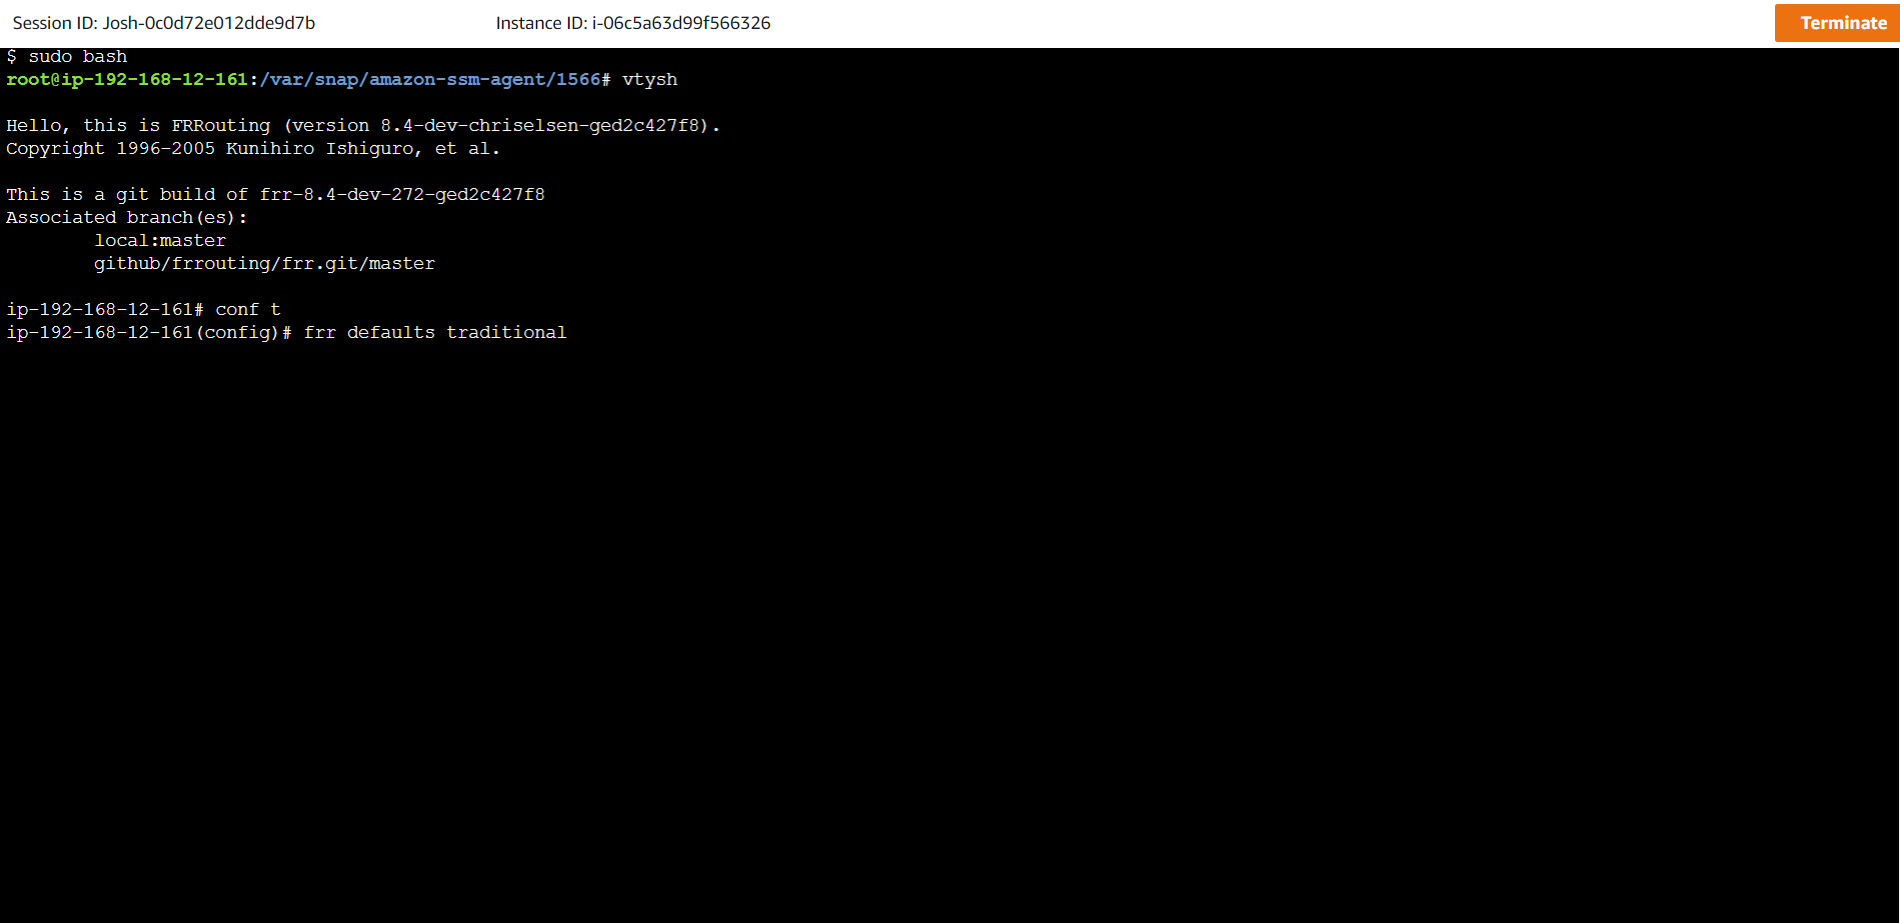 Session ID: Josh-0c0d72e012dde9d7b Instance ID: i-06c5a63d99f566326 Terminate
$ sudo bash
root@ip-192-168-12-161:/var/snap/amazon-ssm-agent/1566# vtysh
Hello, this is FRRouting (version 8.4-dev-chriselsen-ged2c427f8).
Copyright 1996-2005 Kunihiro Ishiguro, et al.
This is a git build of frr-8.4-dev-272-ged2c427f8
Associated branch(es):
local:master
github/frrouting/frr.git/master
ip-192-168-12-161# conf t
ip-192-168-12-161(config)# frr defaults traditional